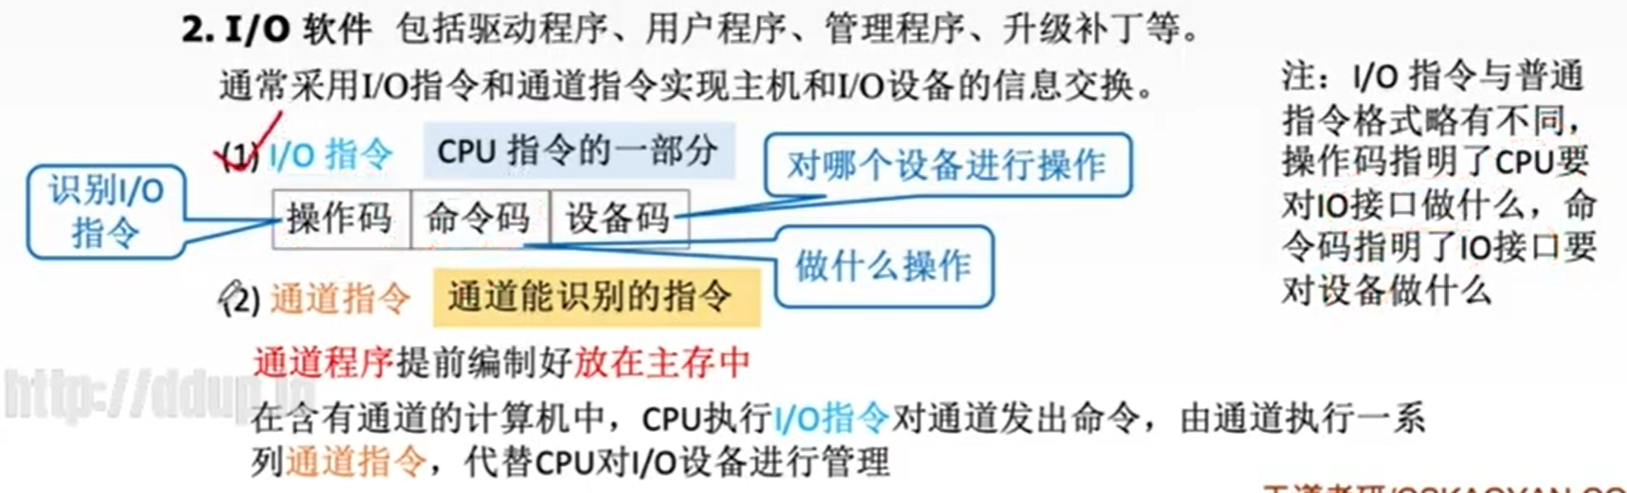 2. I/O 软件 包括驱动程序、用户程序、管理程序、升级补丁等。
通常采用I/O指令和通道指令实现主机和I/O设备的信息交换。
(1) I/O 指令 CPU 指令的一部分
识别I/O
指令
操作码 命令码 设备码
对哪个设备进行操作
做什么操作
(2) 通道指令 通道能识别的指令
通道程序提前编制好放在主存中
在含有通道的计算机中，CPU执行I/O指令对通道发出命令，由通道执行一系
列通道指令，代替CPU对I/O设备进行管理
注：I/O 指令与普通
指令格式略有不同，
操作码指明了CPU要
对IO接口做什么，命
令码指明了IO接口要
对设备做什么
http://ddup.i